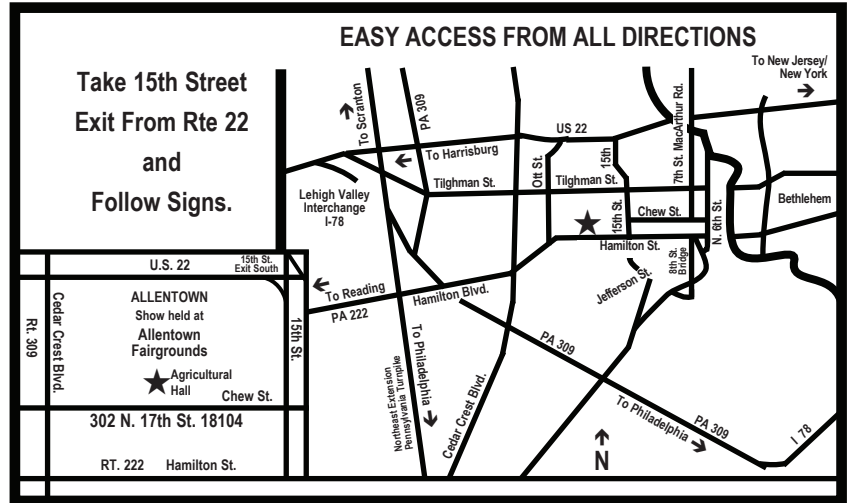 EASY ACCESS FROM ALL DIRECTIONS
Take 15th Street
Exit From Rte 22
and
Follow Signs.
To New Jersey/
New York
To Scranton
PA 309
US 22
To Harrisburg
15th
7th St. MacArthur Rd.
Ott St.
Tilghman St.
Tilghman St.
Lehigh Valley
Interchange
I-78
Bethlehem
15th St.
Chew St.
N. 6th St.
Hamilton St.
8th St.
Bridge
Jefferson St.
To Reading
PA 222
Hamilton Blvd.
To Philadelphia
Northeast Extension
Pennsylvania Turnpike
Cedar Crest Blvd.
PA 309
To Philadelphia
PA 309
I 78
N
U.S. 22
15th St.
Exit South
Rt. 309
Cedar Crest Blvd.
ALLENTOWN
Show held at
Allentown
Fairgrounds
Agricultural
Hall
15th St.
Chew St.
302 N. 17th St. 18104
RT. 222 Hamilton St.